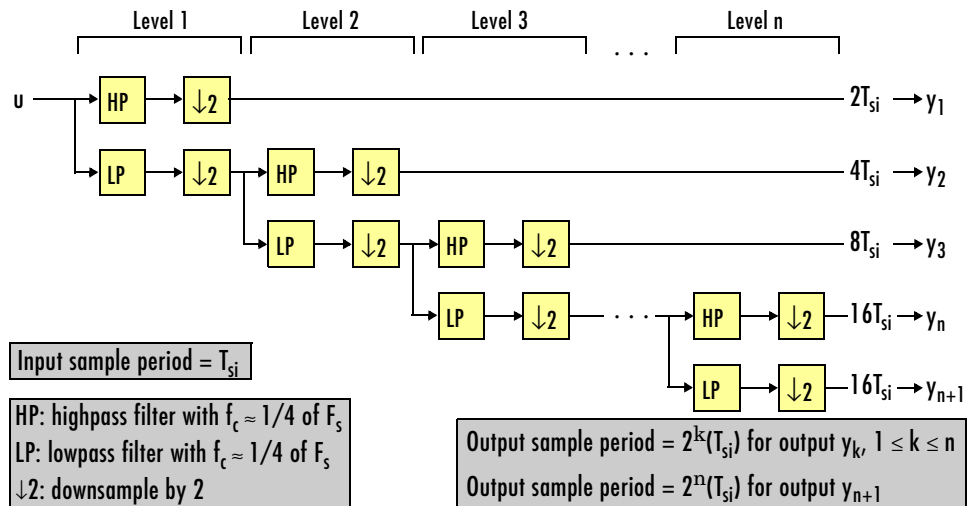 Level 1 Level 2 Level 3 . . . Level n
u HP ↓2 2T_si y_1
LP ↓2 HP ↓2 4T_si y_2
LP ↓2 HP ↓2 8T_si y_3
LP ↓2 . . . HP ↓2 16T_si y_n
LP ↓2 16T_si y_n+1
Input sample period = T_si
HP: highpass filter with f_c ≈ 1/4 of F_s
LP: lowpass filter with f_c ≈ 1/4 of F_s
↓2: downsample by 2
Output sample period = 2^k(T_si) for output y_k, 1 ≤ k ≤ n
Output sample period = 2^n(T_si) for output y_n+1